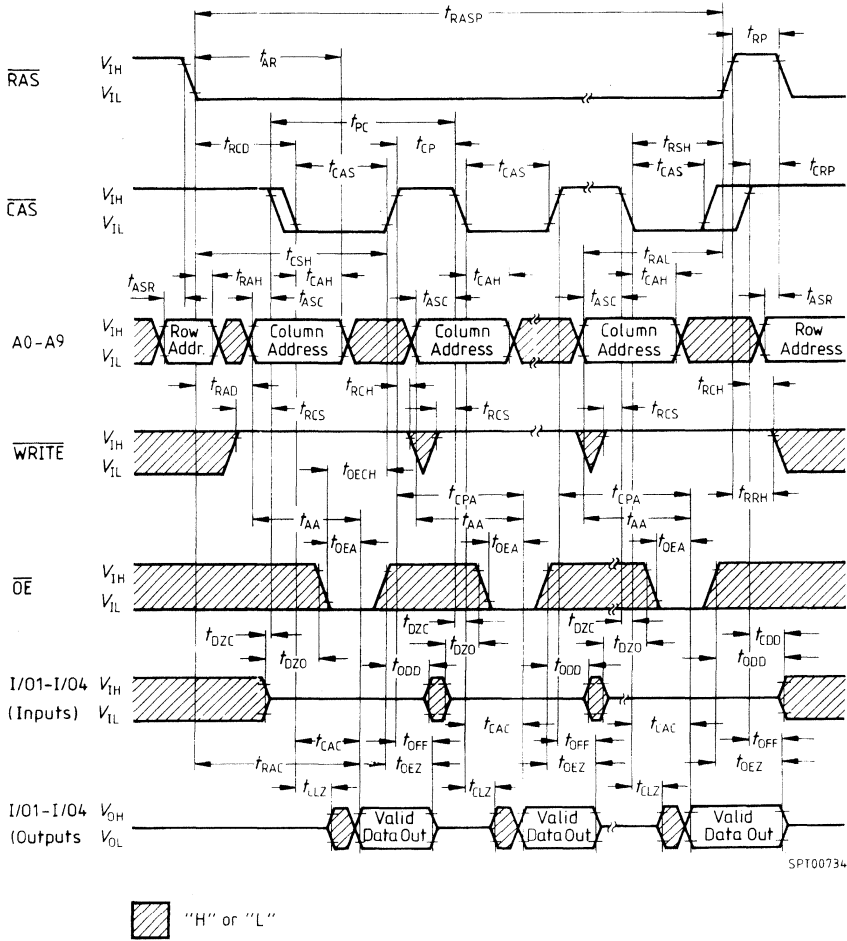 tRASP
tRP
tAR
RAS
VIH
VIL
tPC
tRCD
tCP
tRSH
tCAS
tCAS
tCAS
tCRP
CAS
VIH
VIL
tCSH
tRAL
tASR
tRAH
tCAH
tCAH
tCAH
tASC
tASC
tASC
tASR
A0-A9
VIH
VIL
Row Addr.
Column Address
Column Address
Column Address
Row Address
tRAD
tRCH
tRCH
tRCS
tRCS
tRCS
WRITE
VIH
VIL
tOECH
tCPA
tCPA
tRRH
tAA
tAA
tAA
tOEA
tOEA
tOEA
OE
VIH
VIL
tDZC
tDZC
tDZC
tCDD
tDZO
tDZO
tDZO
tODD
tODD
tODD
I/O1-I/O4
(Inputs)
VIH
VIL
tCAC
tCAC
tCAC
tOFF
tOFF
tOFF
tRAC
tOEZ
tOEZ
tOEZ
tCLZ
tCLZ
tCLZ
I/O1-I/O4
(Outputs
VOH
VOL
Valid Data Out
Valid Data Out
Valid Data Out
SPT00734
"H" or "L"